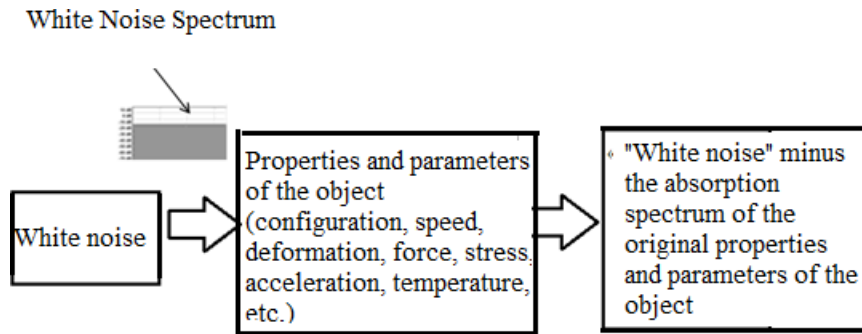 White Noise Spectrum
White noise
Properties and parameters
of the object
(configuration, speed,
deformation, force, stress,
acceleration, temperature,
etc.)
"White noise" minus
the absorption
spectrum of the
original properties
and parameters of the
object